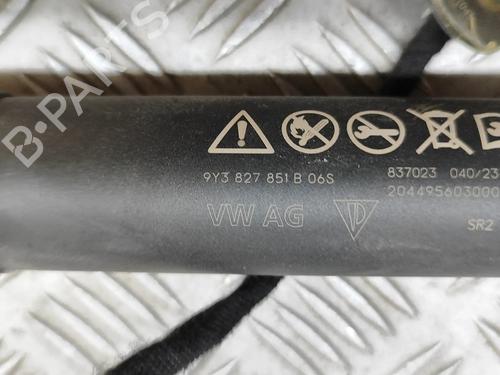 B-PARTS
9Y3 827 851 B 06S
837023 040/23
204495603000
VW AG
SR2